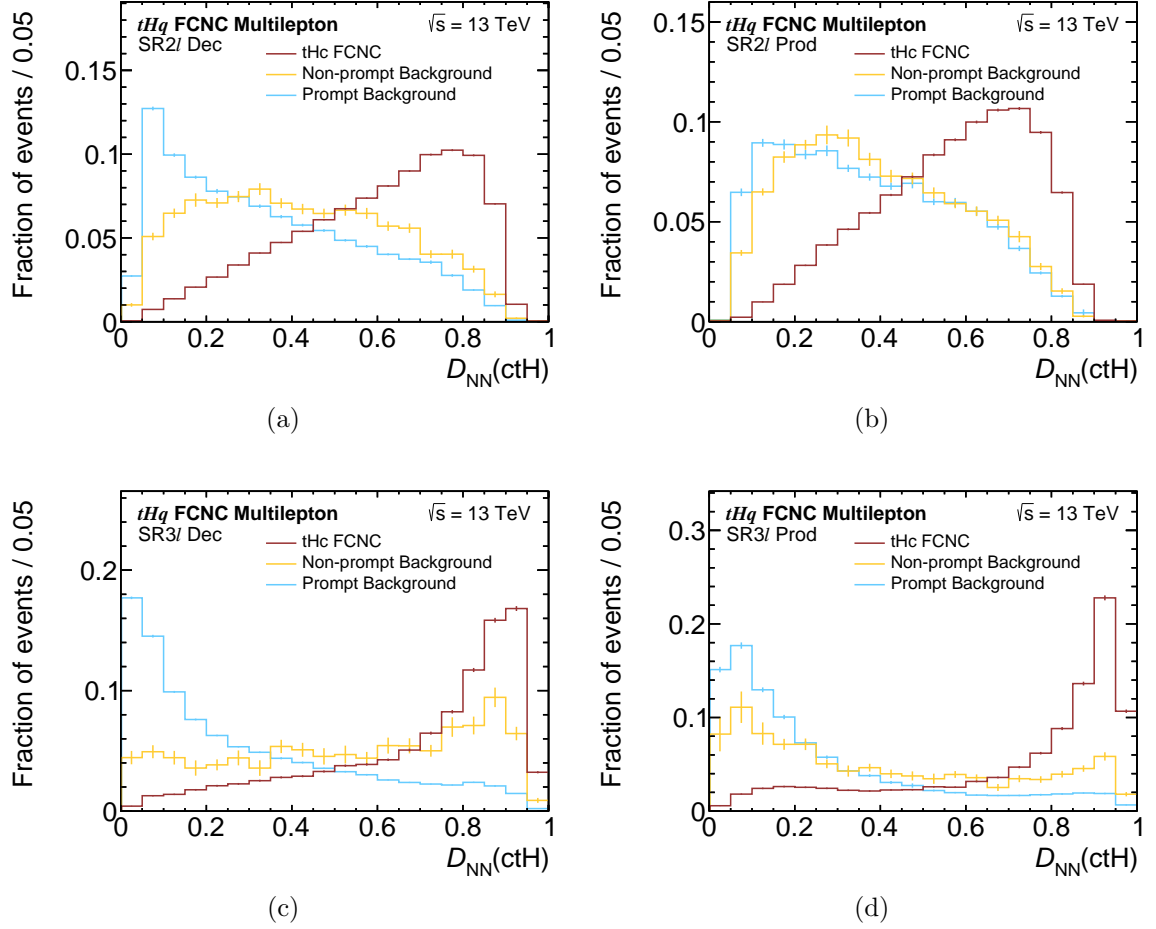 tHq FCNC Multilepton
√s = 13 TeV
SR2l Dec
tHc FCNC
Non-prompt Background
Prompt Background
Fraction of events / 0.05
0.15
0.1
0.05
0
0 0.2 0.4 0.6 0.8 1
D_NN(ctH)
(a)
tHq FCNC Multilepton
√s = 13 TeV
SR2l Prod
tHc FCNC
Non-prompt Background
Prompt Background
Fraction of events / 0.05
0.15
0.1
0.05
0
0 0.2 0.4 0.6 0.8 1
D_NN(ctH)
(b)
tHq FCNC Multilepton
√s = 13 TeV
SR3l Dec
tHc FCNC
Non-prompt Background
Prompt Background
Fraction of events / 0.05
0.2
0.1
0
0 0.2 0.4 0.6 0.8 1
D_NN(ctH)
(c)
tHq FCNC Multilepton
√s = 13 TeV
SR3l Prod
tHc FCNC
Non-prompt Background
Prompt Background
Fraction of events / 0.05
0.3
0.2
0.1
0
0 0.2 0.4 0.6 0.8 1
D_NN(ctH)
(d)